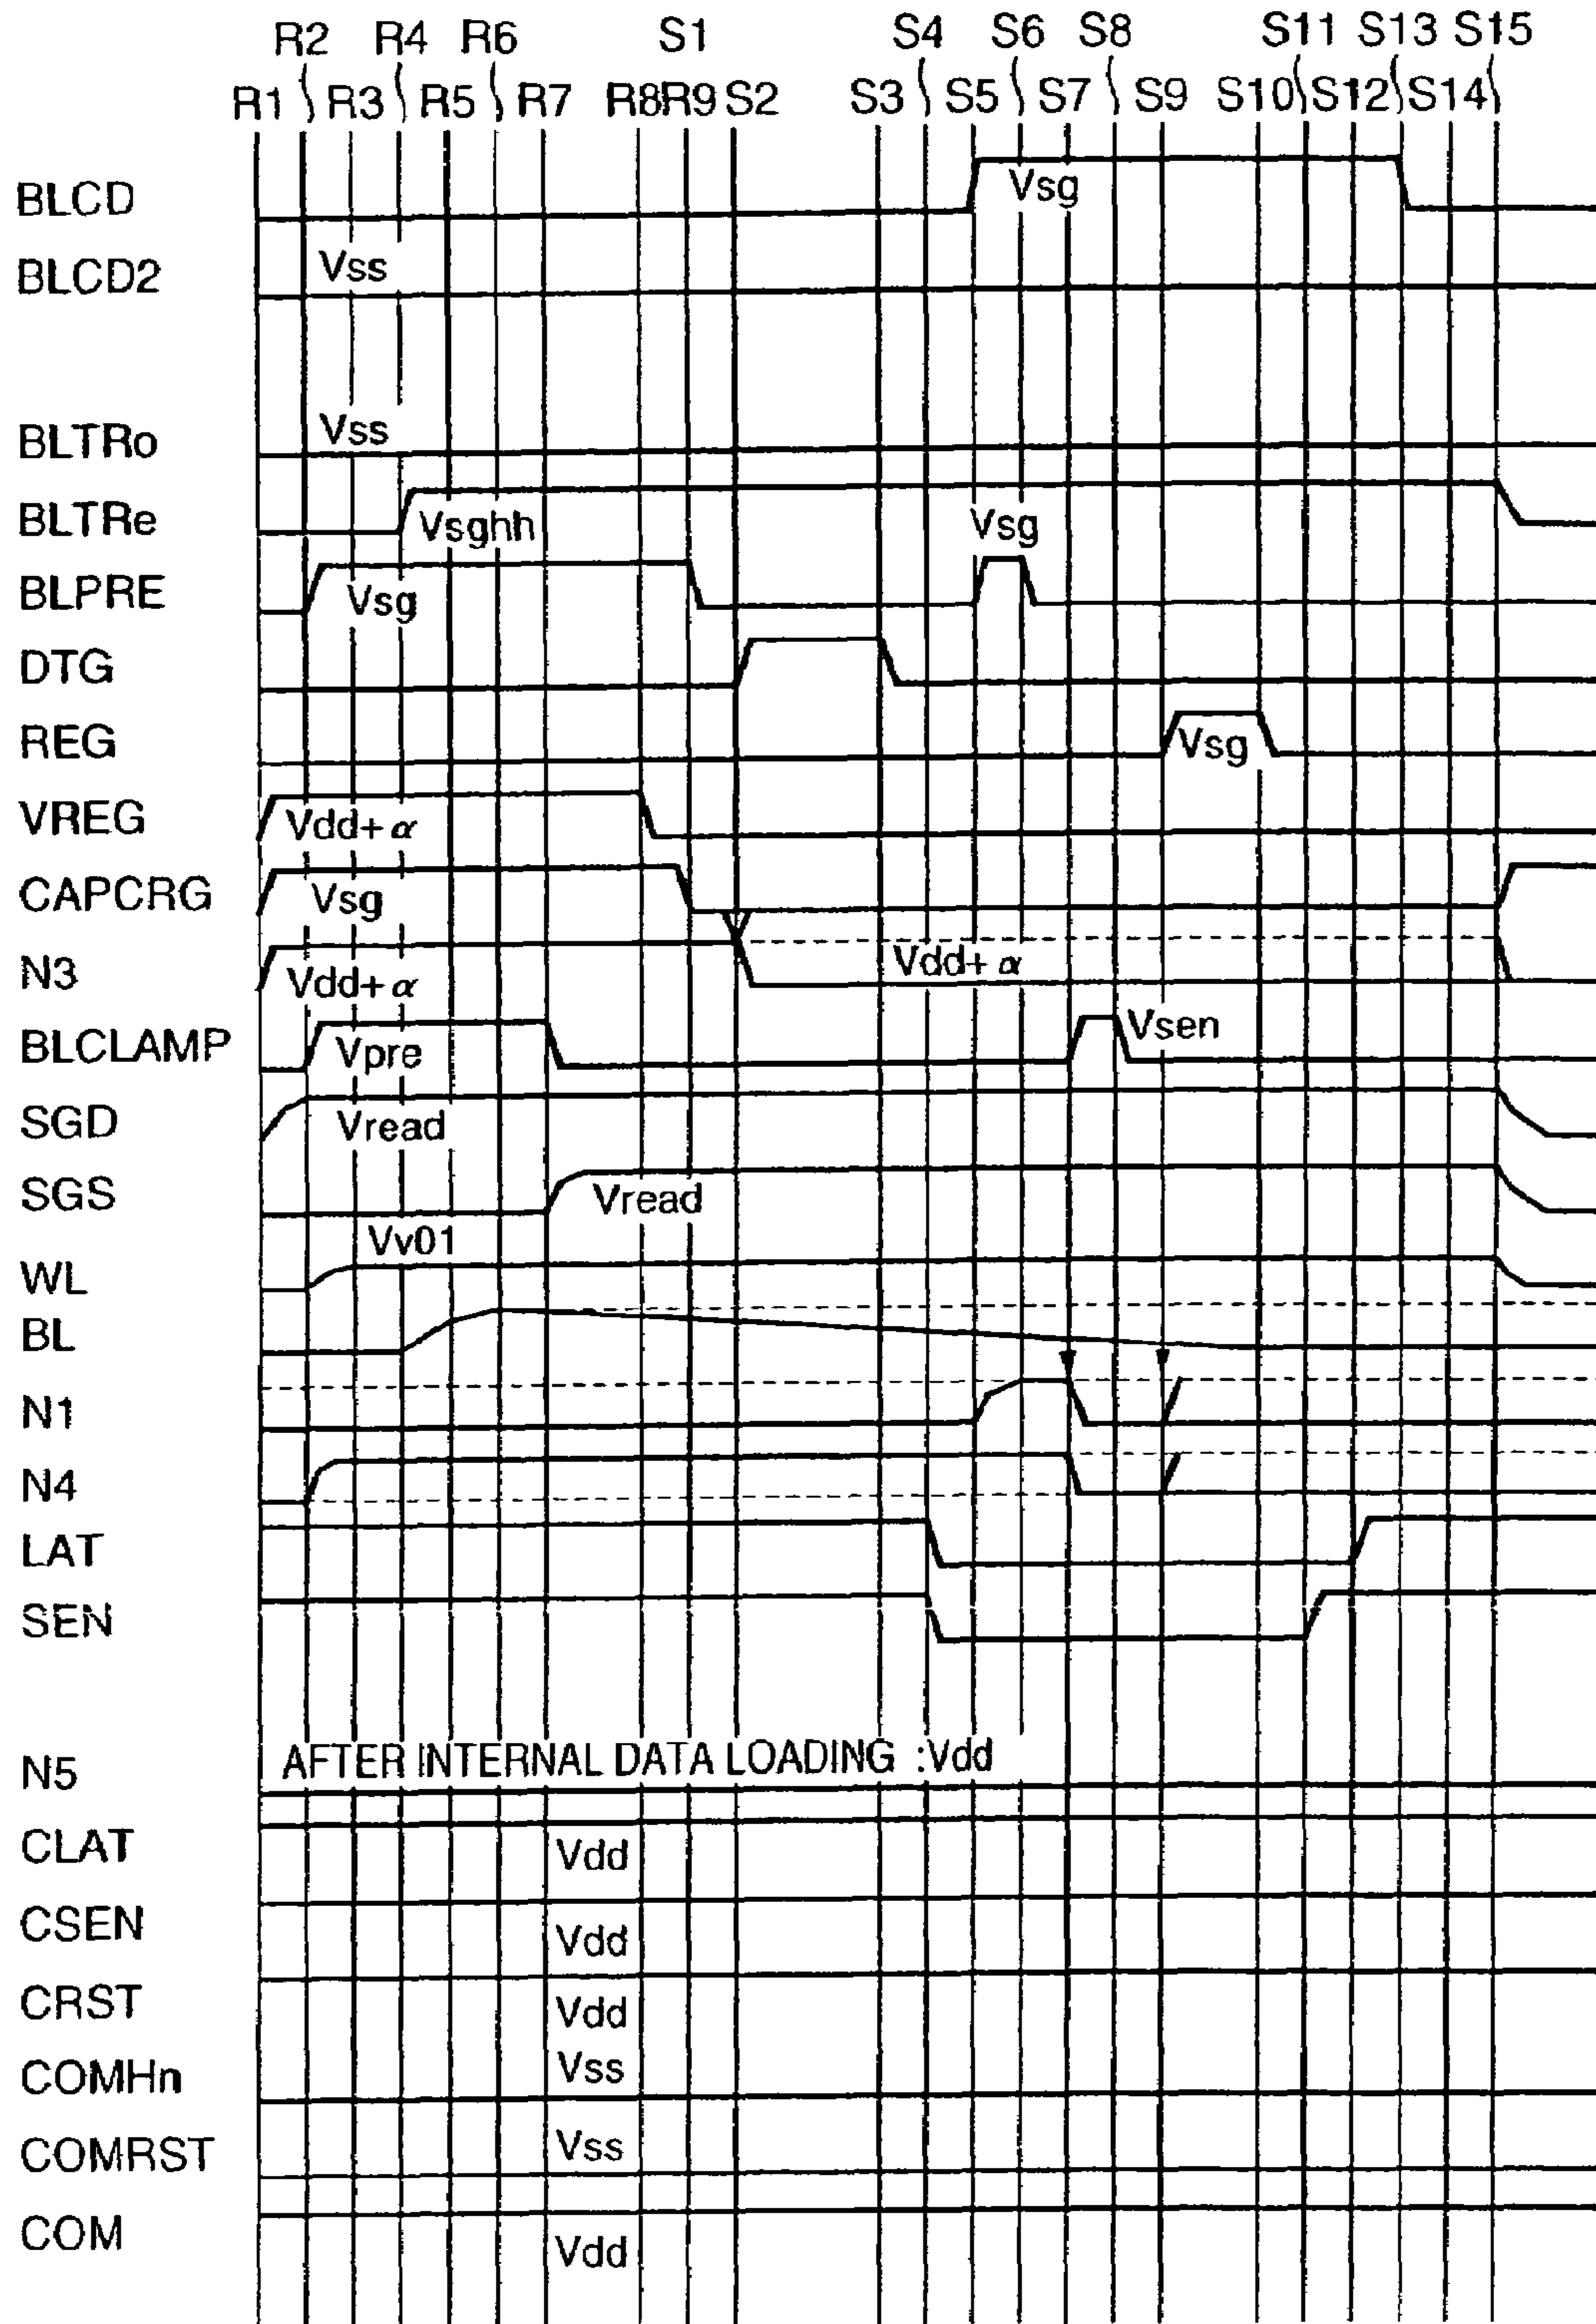 R2 R4 R6 S1 S4 S6 S8 S11 S13 S15
R1 R3 R5 R7 R8 R9 S2 S3 S5 S7 S9 S10 S12 S14
BLCD Vsg
BLCD2 Vss
BLTRo Vss
BLTRe Vsghh
BLPRE Vsg Vsg
DTG
REG Vsg
VREG Vdd+α
CAPCRG Vsg
N3 Vdd+α Vdd+α
BLCLAMP Vpre Vsen
SGD Vread
SGS Vread
WL Vv01
BL
N1
N4
LAT
SEN
N5 AFTER INTERNAL DATA LOADING :Vdd
CLAT Vdd
CSEN Vdd
CRST Vdd
COMHn Vss
COMRST Vss
COM Vdd